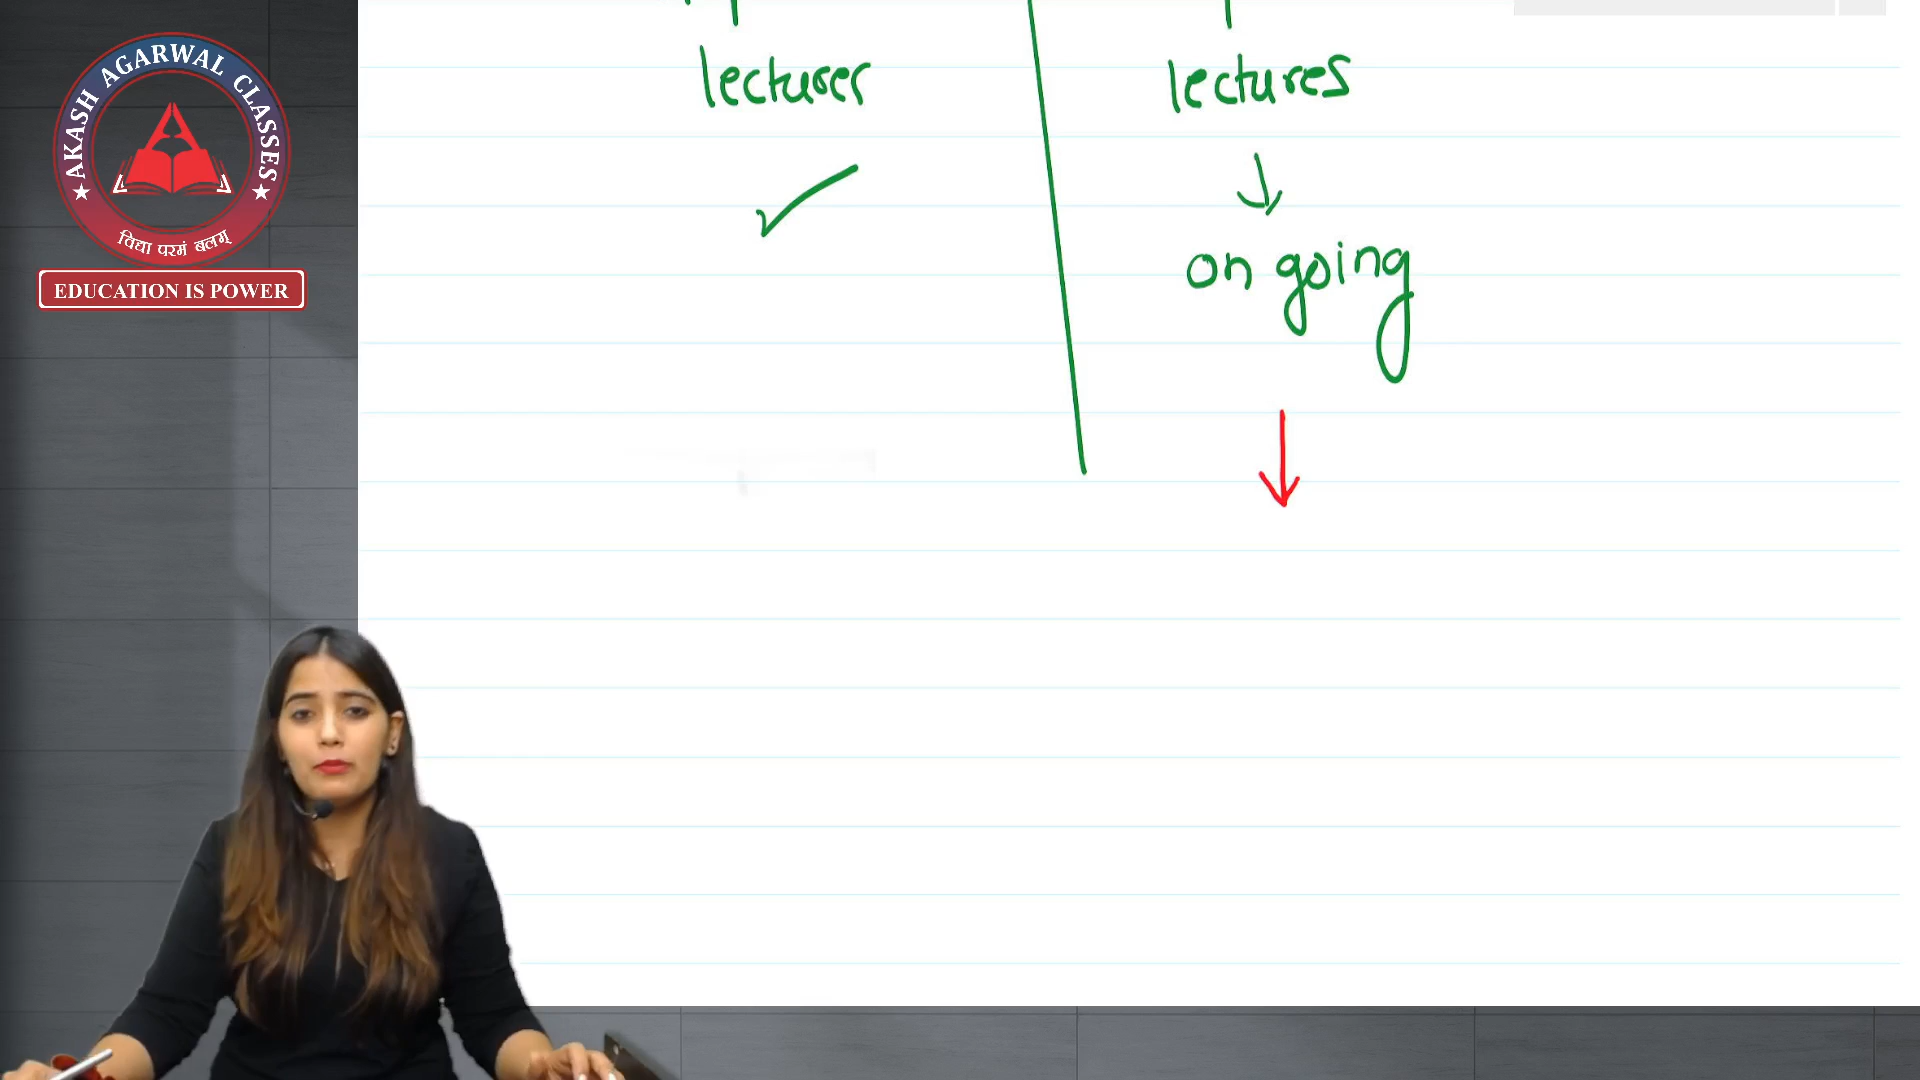 AKASH AGARWAL CLASSES
विद्या परमं बलम्
EDUCATION IS POWER
lecturer
lectures
on going